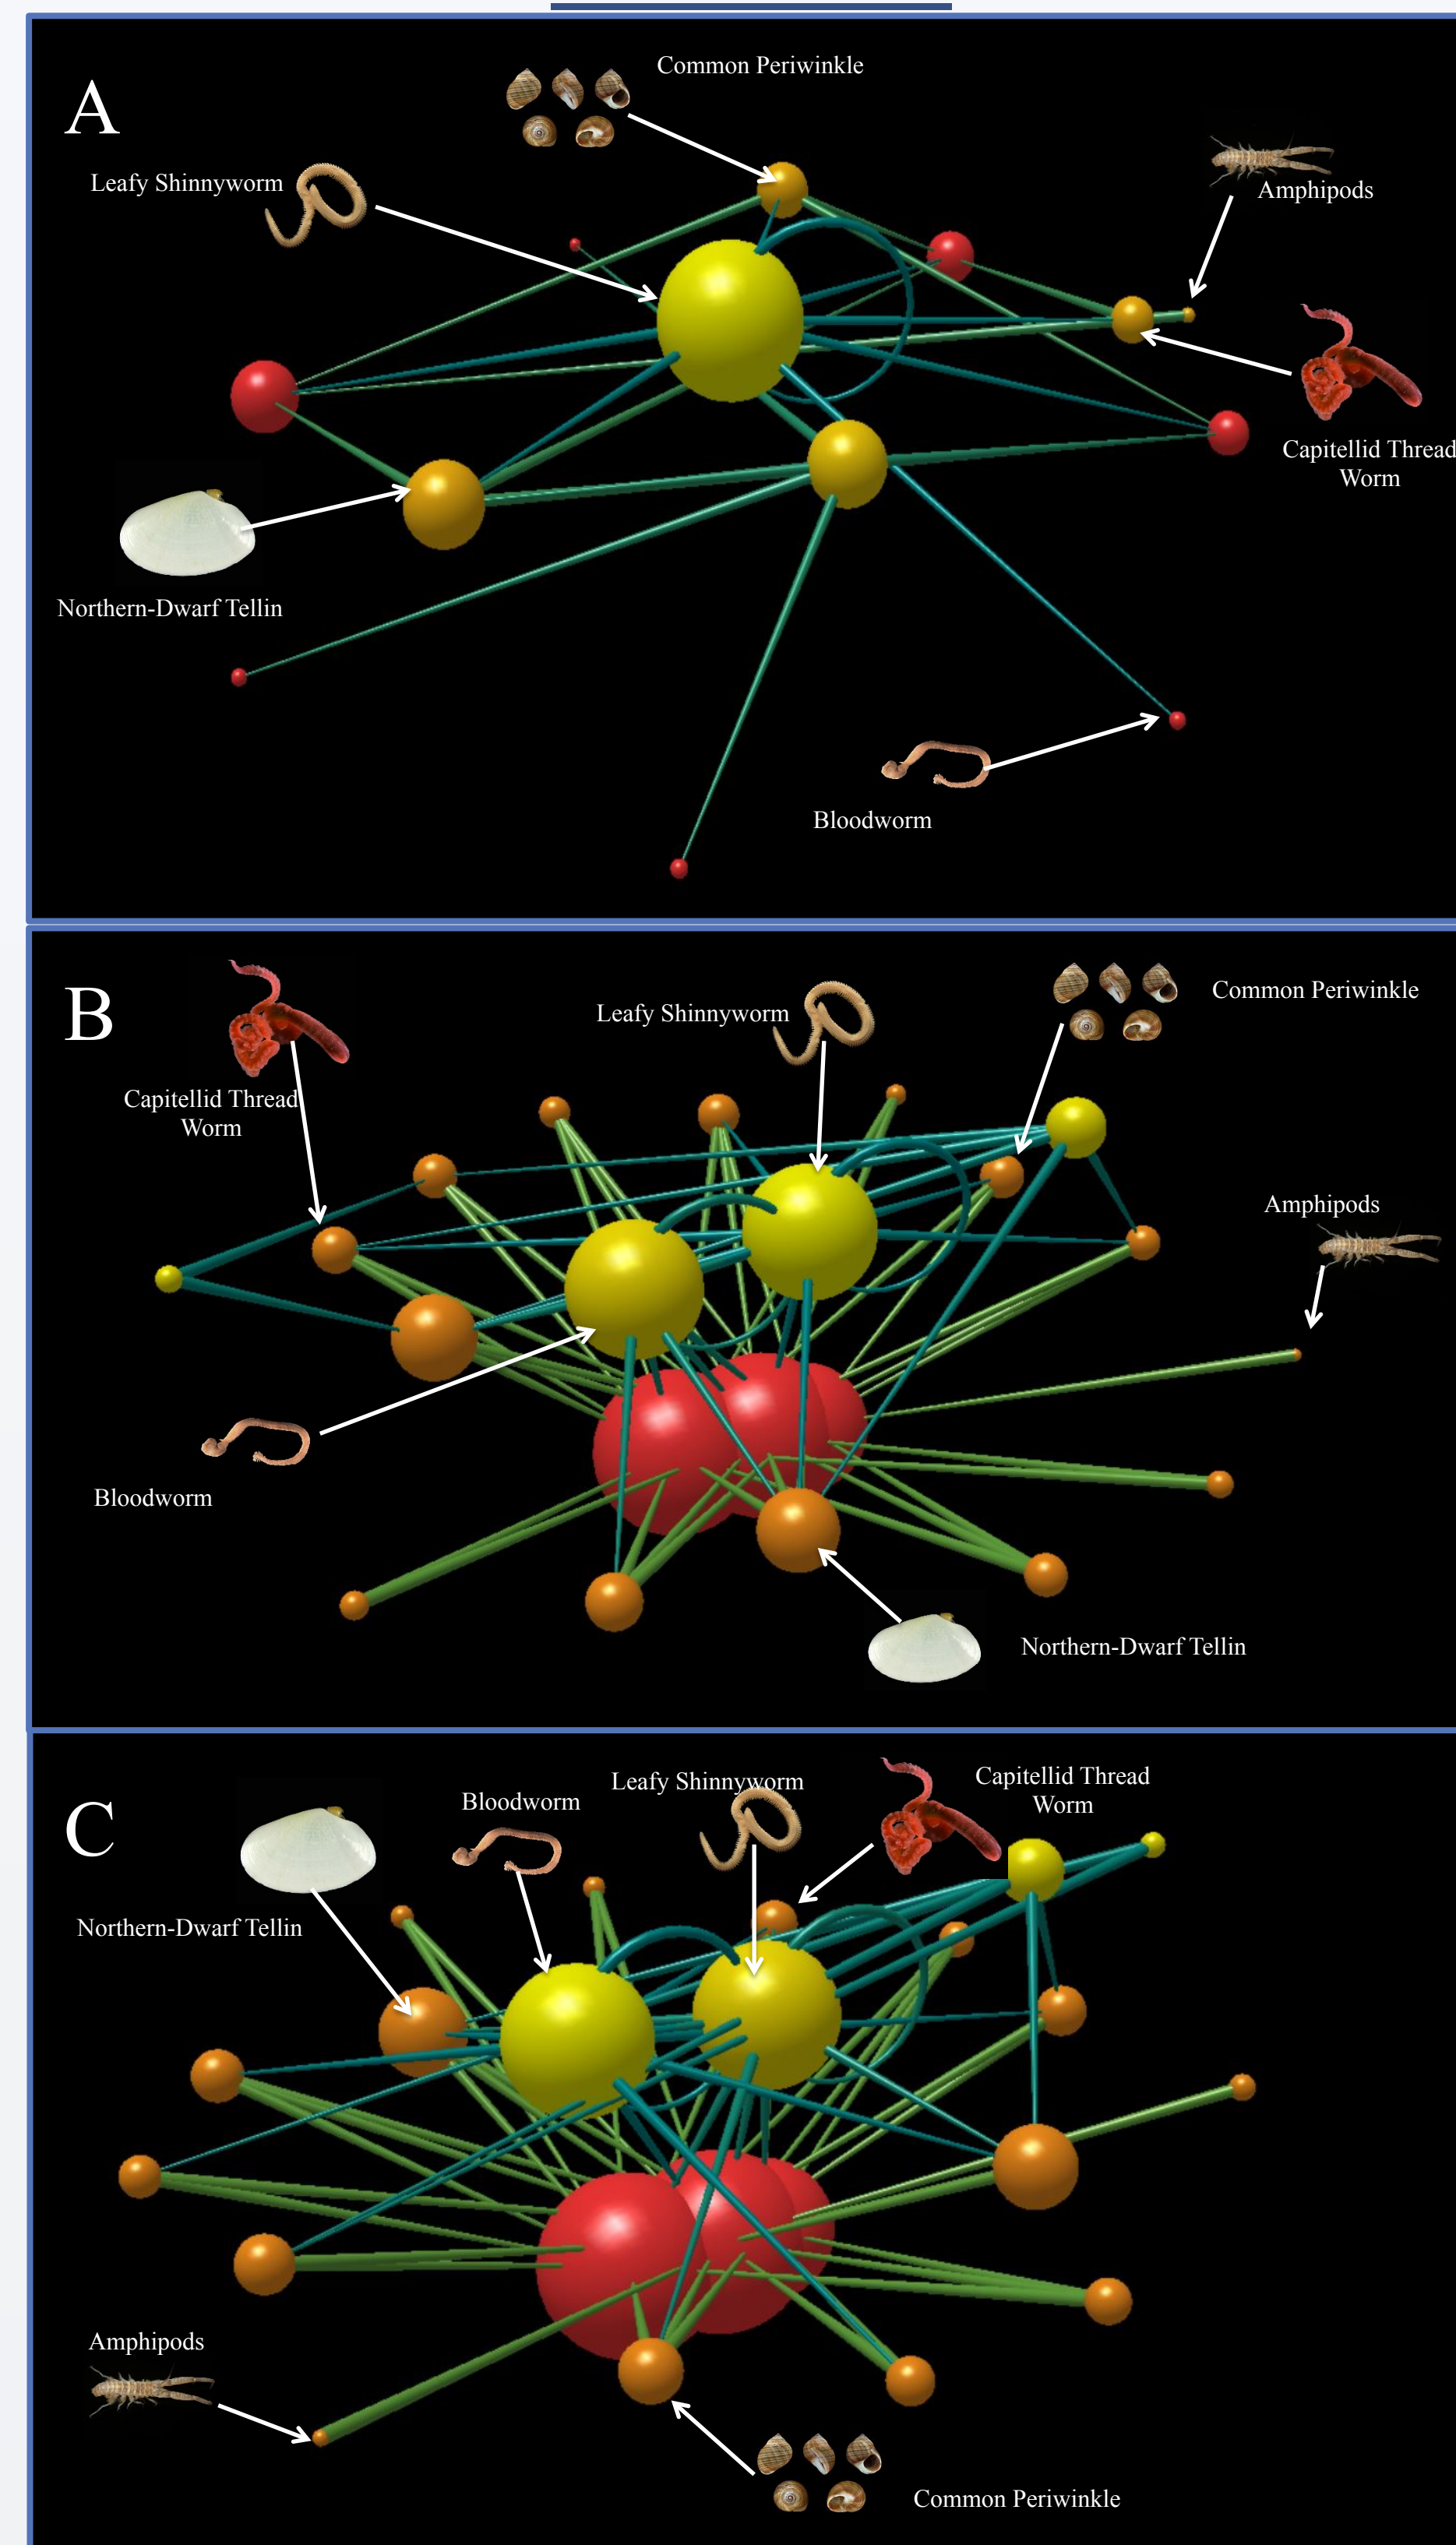 A
Common Periwinkle
Leafy Shinnyworm
Amphipods
Capitellid Thread
Worm
Northern-Dwarf Tellin
Bloodworm
B
Leafy Shinnyworm
Common Periwinkle
Capitellid Thread
Worm
Amphipods
Bloodworm
Northern-Dwarf Tellin
C
Leafy Shinnyworm
Capitellid Thread
Worm
Bloodworm
Northern-Dwarf Tellin
Amphipods
Common Periwinkle